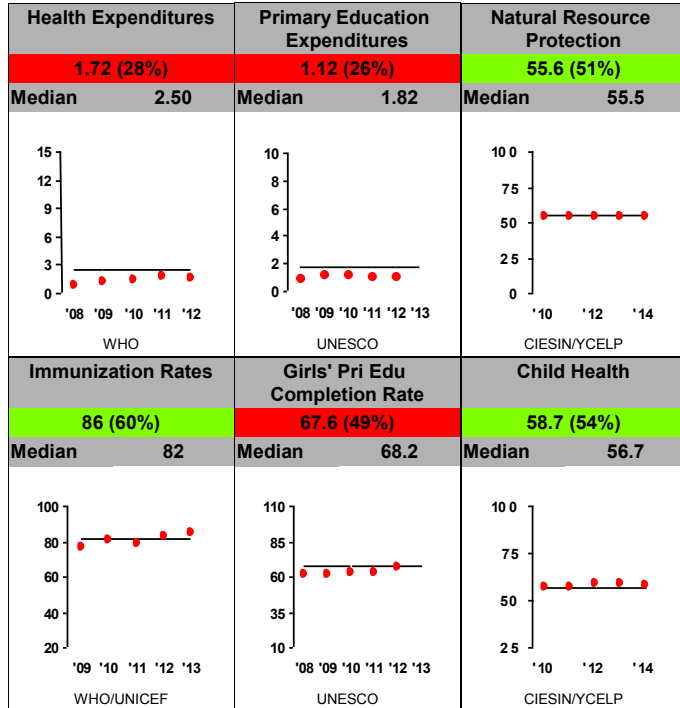 Health Expenditures
1.72 (28%)
Median 2.50
15
12
9
6
3
0
'08 '09 '10 '11 '12
WHO
Primary Education
Expenditures
1.12 (26%)
Median 1.82
10
8
6
4
2
0
'08 '09 '10 '11 '12 '13
UNESCO
Natural Resource
Protection
55.6 (51%)
Median 55.5
100
75
50
25
0
'10 '12 '14
CIESIN/YCELP
Immunization Rates
86 (60%)
Median 82
100
80
60
40
20
'09 '10 '11 '12 '13
WHO/UNICEF
Girls' Pri Edu
Completion Rate
67.6 (49%)
Median 68.2
110
85
60
35
10
'08 '09 '10 '11 '12 '13
UNESCO
Child Health
58.7 (54%)
Median 56.7
100
75
50
25
'10 '12 '14
CIESIN/YCELP